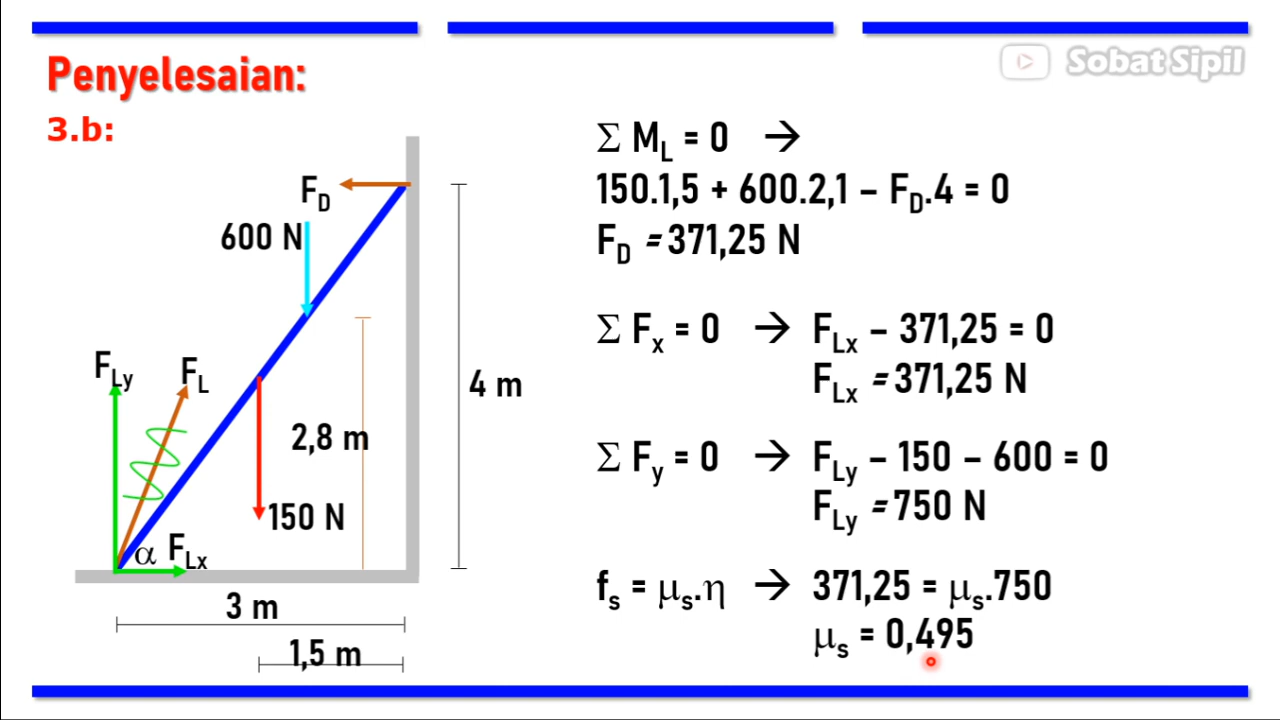 Sobat Sipil
Penyelesaian:
3.b:
F_D
600 N
F_Ly
F_L
4 m
2,8 m
150 N
α F_Lx
3 m
1,5 m
Σ M_L = 0 →
150.1,5 + 600.2,1 – F_D.4 = 0
F_D = 371,25 N
Σ F_x = 0 → F_Lx – 371,25 = 0
F_Lx = 371,25 N
Σ F_y = 0 → F_Ly – 150 – 600 = 0
F_Ly = 750 N
f_s = μ_s.η → 371,25 = μ_s.750
μ_s = 0,495